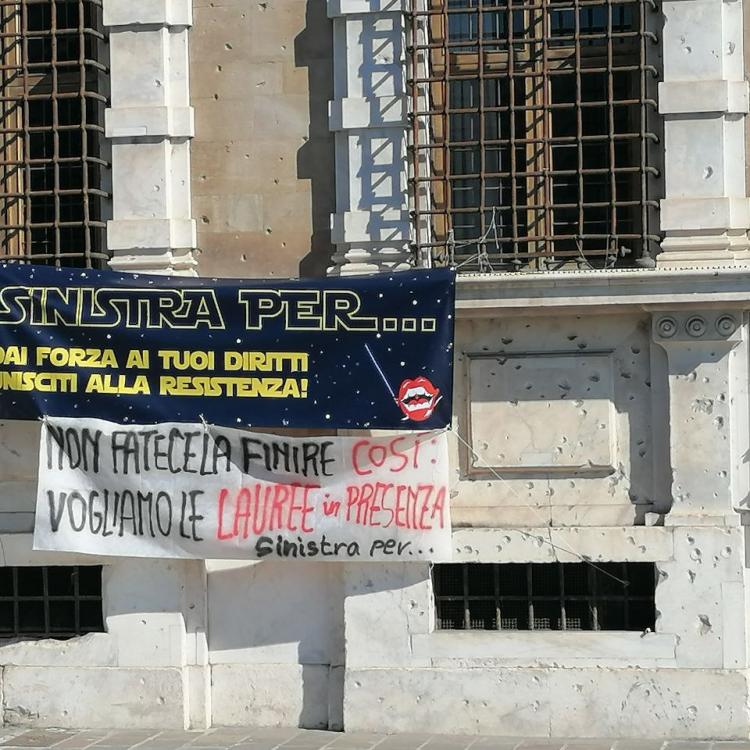 SINISTRA PER...
DAI FORZA AI TUOI DIRITTI
UNISCITI ALLA RESISTENZA!
NON FATECELA FINIRE COSÌ:
VOGLIAMO LE LAUREE in PRESENZA
Sinistra per...